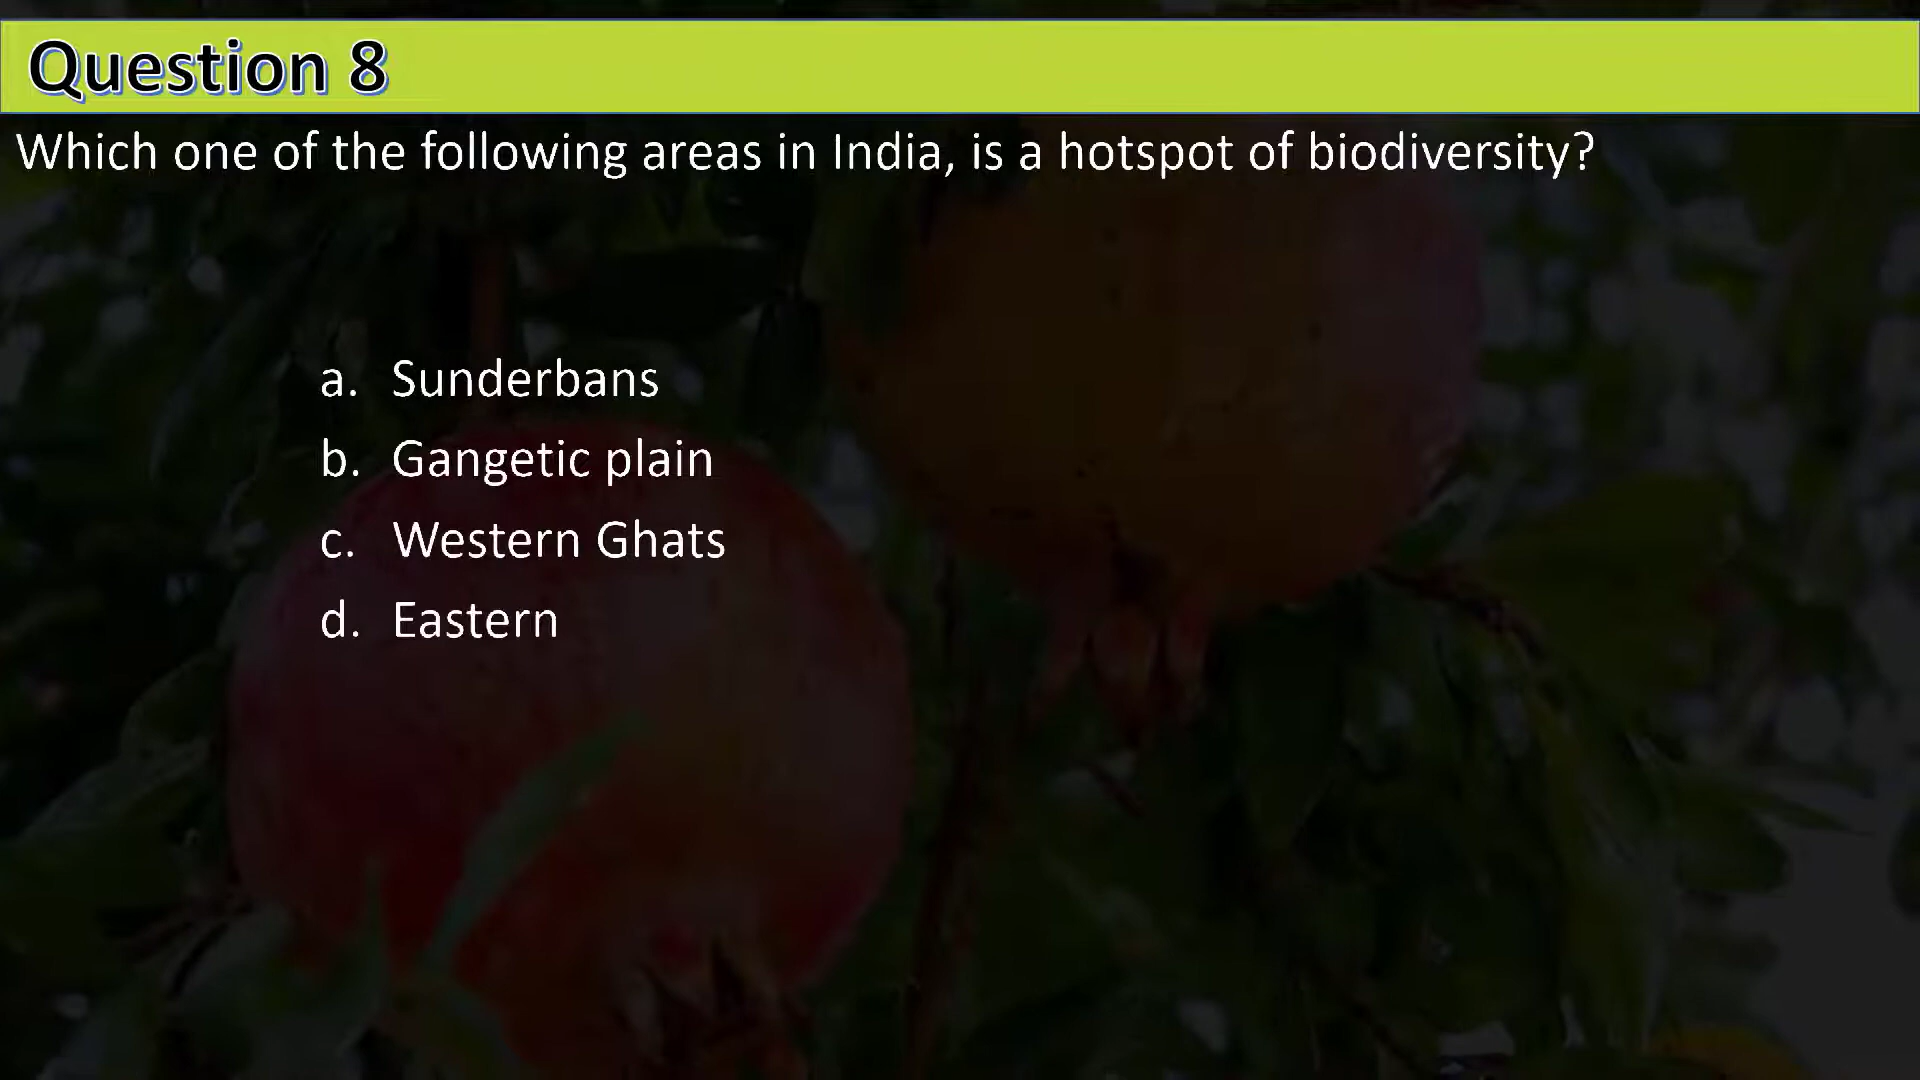 Question 8
Which one of the following areas in India, is a hotspot of biodiversity?
a. Sunderbans
b. Gangetic plain
c. Western Ghats
d. Eastern